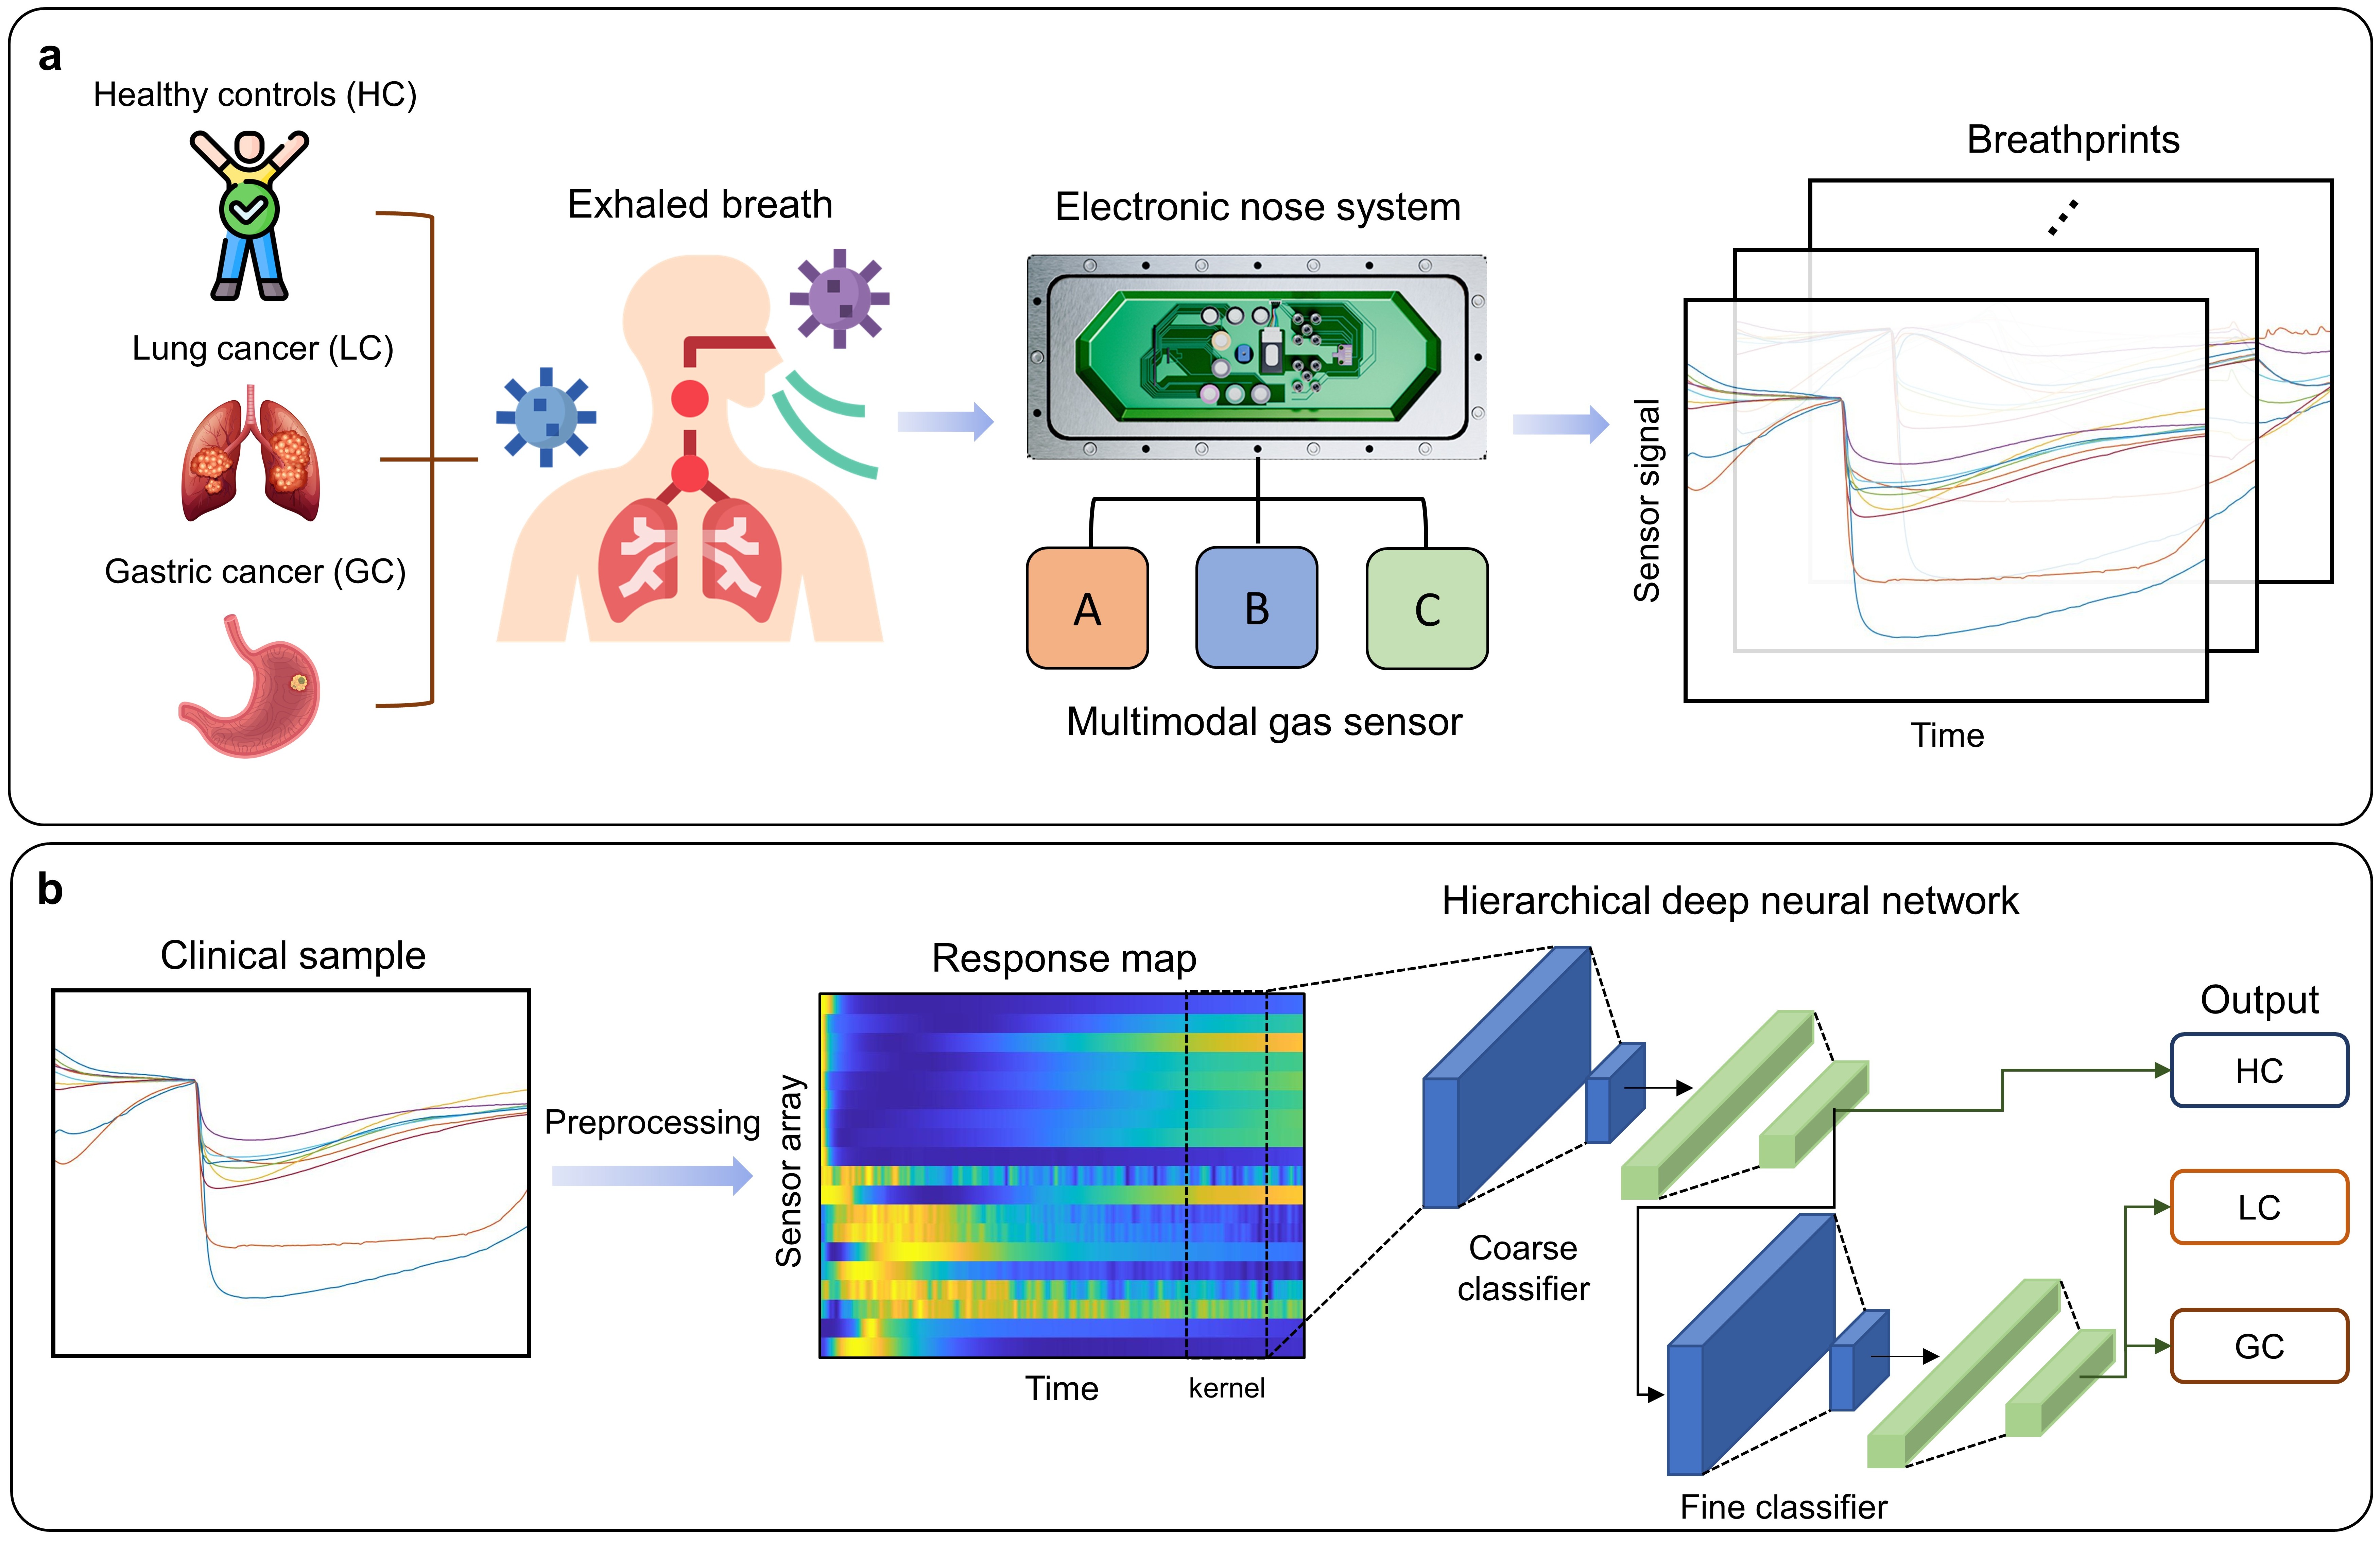 a
Healthy controls (HC)
Lung cancer (LC)
Gastric cancer (GC)
Exhaled breath
Electronic nose system
A
B
C
Multimodal gas sensor
Breathprints
Sensor signal
Time
b
Clinical sample
Preprocessing
Response map
Sensor array
Time
kernel
Hierarchical deep neural network
Coarse
classifier
Fine classifier
Output
HC
LC
GC